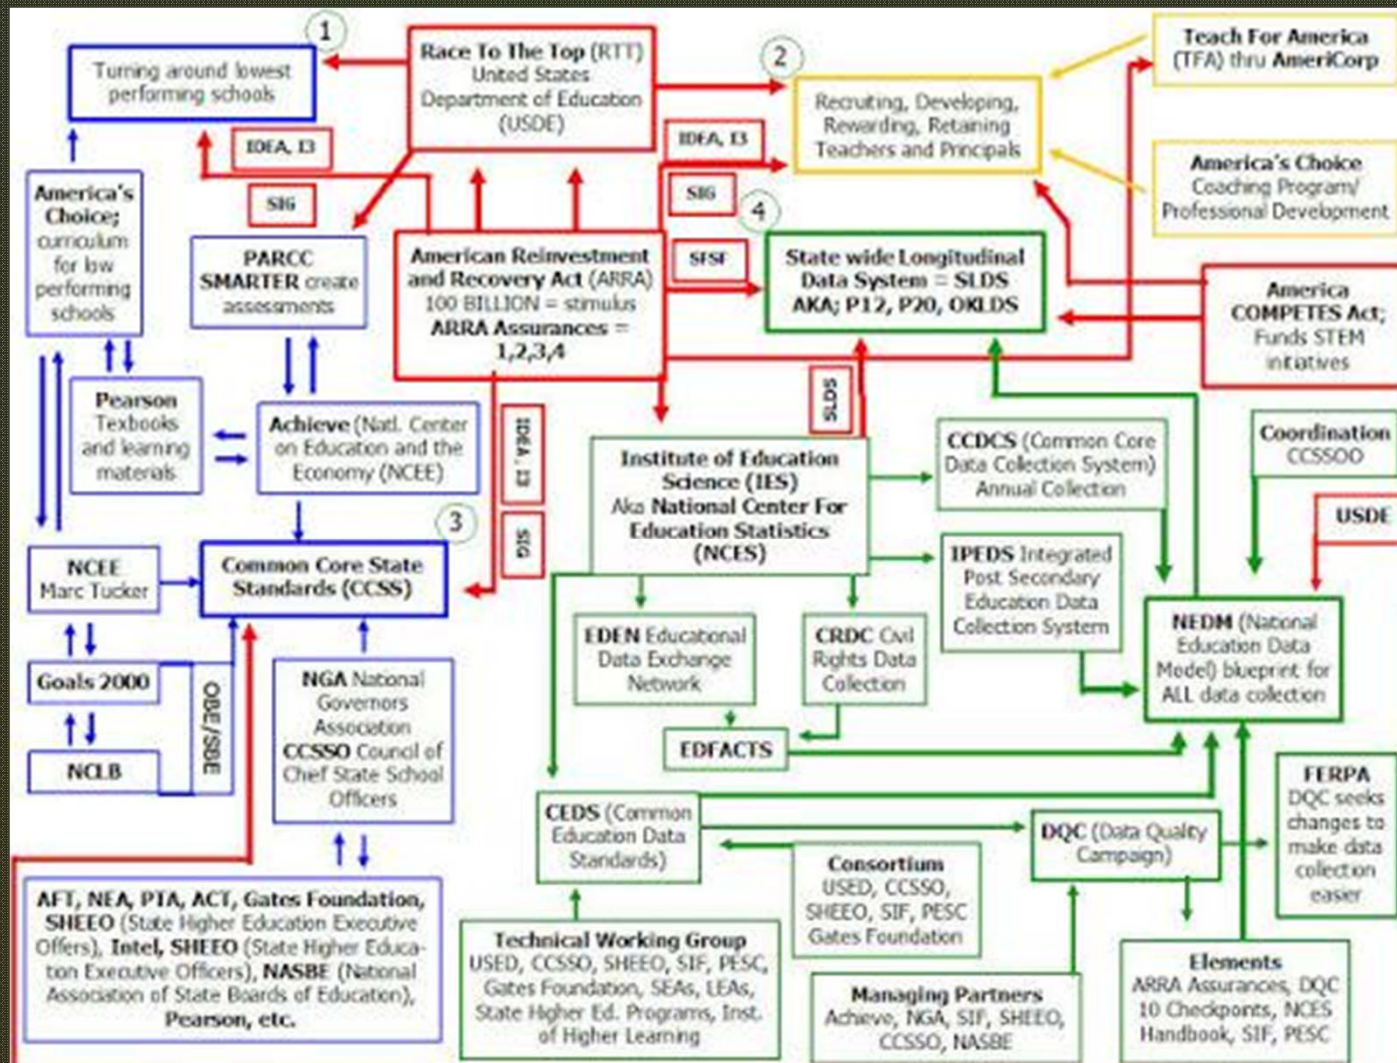 1
Turning around lowest
performing schools
Race To The Top (RTT)
United States
Department of Education
(USDE)
2
Recruiting, Developing,
Rewarding, Retaining
Teachers and Principals
Teach For America
(TFA) thru AmeriCorp
America's Choice
Coaching Program/
Professional Development
IDEA, I3
SIG
IDEA, I3
SIG
4
SFSF
America's
Choice;
curriculum
for low
performing
schools
PARCC
SMARTER create
assessments
American Reinvestment
and Recovery Act (ARRA)
100 BILLION = stimulus
ARRA Assurances =
1,2,3,4
State wide Longitudinal
Data System = SLDS
AKA; P12, P20, OKLDS
America
COMPETES Act;
Funds STEM
initiatives
Pearson
Texbooks
and learning
materials
Achieve (Natl. Center
on Education and the
Economy (NCEE)
IDEA, I3
SIG
SLDS
Institute of Education
Science (IES)
Aka National Center For
Education Statistics
(NCES)
CCDCS (Common Core
Data Collection System)
Annual Collection
Coordination
CCSSOO
USDE
3
NCEE
Marc Tucker
Common Core State
Standards (CCSS)
IPEDS Integrated
Post Secondary
Education Data
Collection System
NEDM (National
Education Data
Model) blueprint for
ALL data collection
EDEN Educational
Data Exchange
Network
CRDC Civil
Rights Data
Collection
Goals 2000
OBE/SBE
NCLB
NGA National
Governors
Association
CCSSO Council of
Chief State School
Officers
EDFACTS
CEDS (Common
Education Data
Standards)
DQC (Data Quality
Campaign)
FERPA
DQC seeks
changes to
make data
collection
easier
Consortium
USED, CCSSO,
SHEEO, SIF, PESC
Gates Foundation
AFT, NEA, PTA, ACT, Gates Foundation,
SHEEO (State Higher Education Executive
Offers), Intel, SHEEO (State Higher Educa-
tion Executive Officers), NASBE (National
Association of State Boards of Education),
Pearson, etc.
Technical Working Group
USED, CCSSO, SHEEO, SIF, PESC,
Gates Foundation, SEAs, LEAs,
State Higher Ed. Programs, Inst.
of Higher Learning
Managing Partners
Achieve, NGA, SIF, SHEEO,
CCSSO, NASBE
Elements
ARRA Assurances, DQC
10 Checkpoints, NCES
Handbook, SIF, PESC